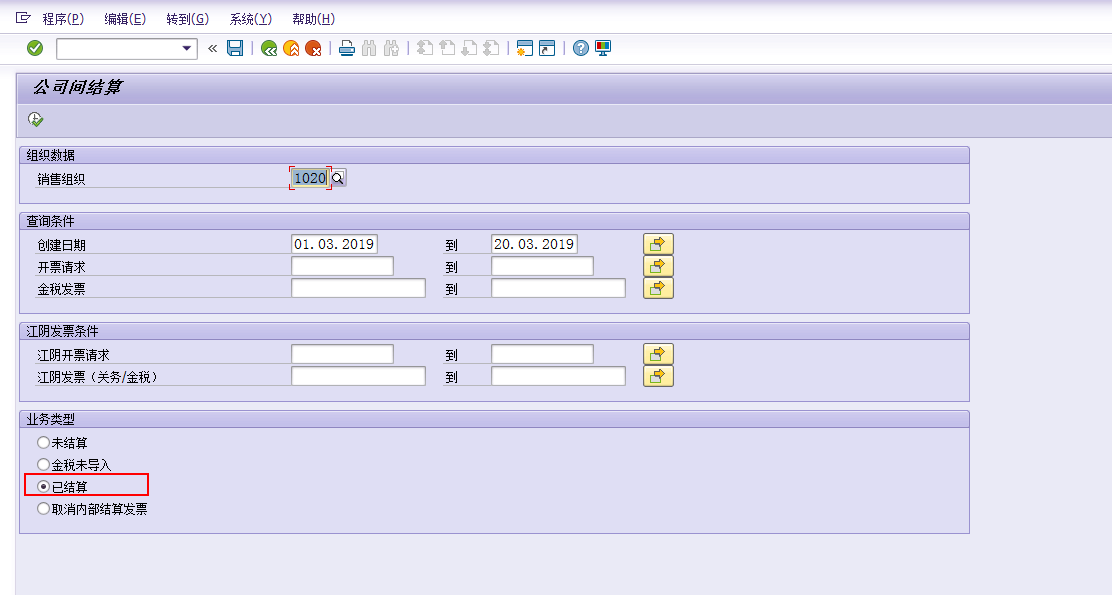 程序(P) 编辑(E) 转到(G) 系统(Y) 帮助(H)
公司间结算
组织数据
销售组织 1020
查询条件
创建日期 01.03.2019 到 20.03.2019
开票请求 到
金税发票 到
江阴发票条件
江阴开票请求 到
江阴发票（关务/金税） 到
业务类型
未结算
金税未导入
已结算
取消内部结算发票